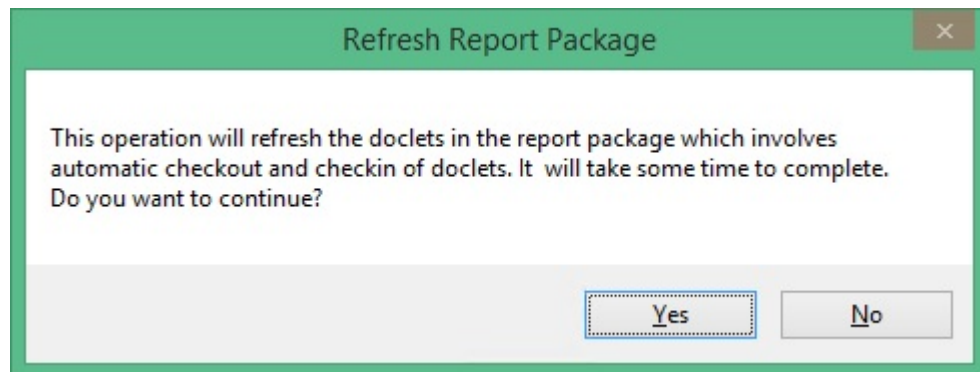 Refresh Report Package
This operation will refresh the doclets in the report package which involves
automatic checkout and checkin of doclets. It  will take some time to complete.
Do you want to continue?
Yes
No